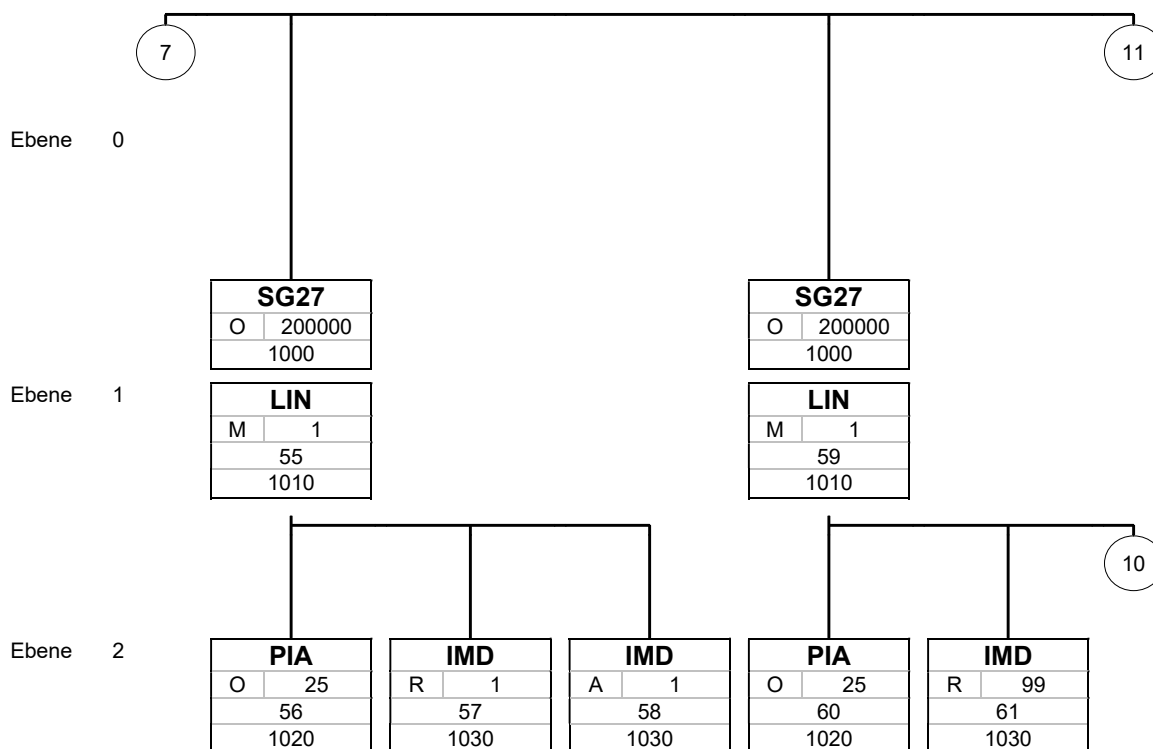 7 11
Ebene 0
SG27 SG27
O 200000 O 200000
1000 1000
Ebene 1 LIN LIN
M 1 M 1
55 59
1010 1010
10
Ebene 2 PIA IMD IMD PIA IMD
O 25 R 1 A 1 O 25 R 99
56 57 58 60 61
1020 1030 1030 1020 1030